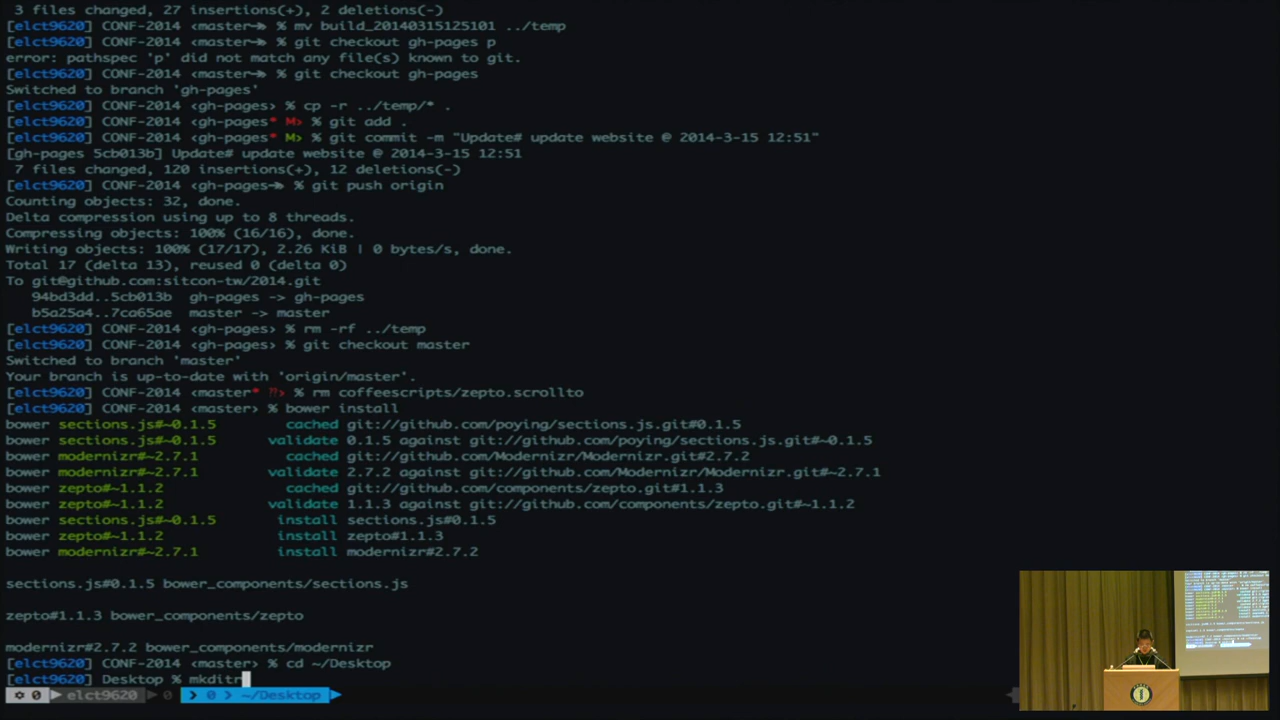 3 files changed, 27 insertions(+), 2 deletions(-)
[elct9620] CONF-2014 <master→> % mv build_20140315125101 ../temp
[elct9620] CONF-2014 <master→> % git checkout gh-pages p
error: pathspec 'p' did not match any file(s) known to git.
[elct9620] CONF-2014 <master→> % git checkout gh-pages
Switched to branch 'gh-pages'
[elct9620] CONF-2014 <gh-pages> % cp -r ../temp/* .
[elct9620] CONF-2014 <gh-pages* M> % git add .
[elct9620] CONF-2014 <gh-pages* M> % git commit -m "Update# update website @ 2014-3-15 12:51"
[gh-pages 5cb013b] Update# update website @ 2014-3-15 12:51
7 files changed, 120 insertions(+), 12 deletions(-)
[elct9620] CONF-2014 <gh-pages→> % git push origin
Counting objects: 32, done.
Delta compression using up to 8 threads.
Compressing objects: 100% (16/16), done.
Writing objects: 100% (17/17), 2.26 KiB | 0 bytes/s, done.
Total 17 (delta 13), reused 0 (delta 0)
To git@github.com:sitcon-tw/2014.git
94bd3dd..5cb013b gh-pages -> gh-pages
b5a25a4..7ca65ae master -> master
[elct9620] CONF-2014 <gh-pages> % rm -rf ../temp
[elct9620] CONF-2014 <gh-pages> % git checkout master
Switched to branch 'master'
Your branch is up-to-date with 'origin/master'.
[elct9620] CONF-2014 <master* ⁇> % rm coffeescripts/zepto.scrollto
[elct9620] CONF-2014 <master> % bower install
bower sections.js#~0.1.5 cached git://github.com/poying/sections.js.git#0.1.5
bower sections.js#~0.1.5 validate 0.1.5 against git://github.com/poying/sections.js.git#~0.1.5
bower modernizr#~2.7.1 cached git://github.com/Modernizr/Modernizr.git#2.7.2
bower modernizr#~2.7.1 validate 2.7.2 against git://github.com/Modernizr/Modernizr.git#~2.7.1
bower zepto#~1.1.2 cached git://github.com/components/zepto.git#1.1.3
bower zepto#~1.1.2 validate 1.1.3 against git://github.com/components/zepto.git#~1.1.2
bower sections.js#~0.1.5 install sections.js#0.1.5
bower zepto#~1.1.2 install zepto#1.1.3
bower modernizr#~2.7.1 install modernizr#2.7.2
sections.js#0.1.5 bower_components/sections.js
zepto#1.1.3 bower_components/zepto
modernizr#2.7.2 bower_components/modernizr
[elct9620] CONF-2014 <master> % cd ~/Desktop
[elct9620] Desktop % mkditr
0 elct9620 0 0 ~/Desktop